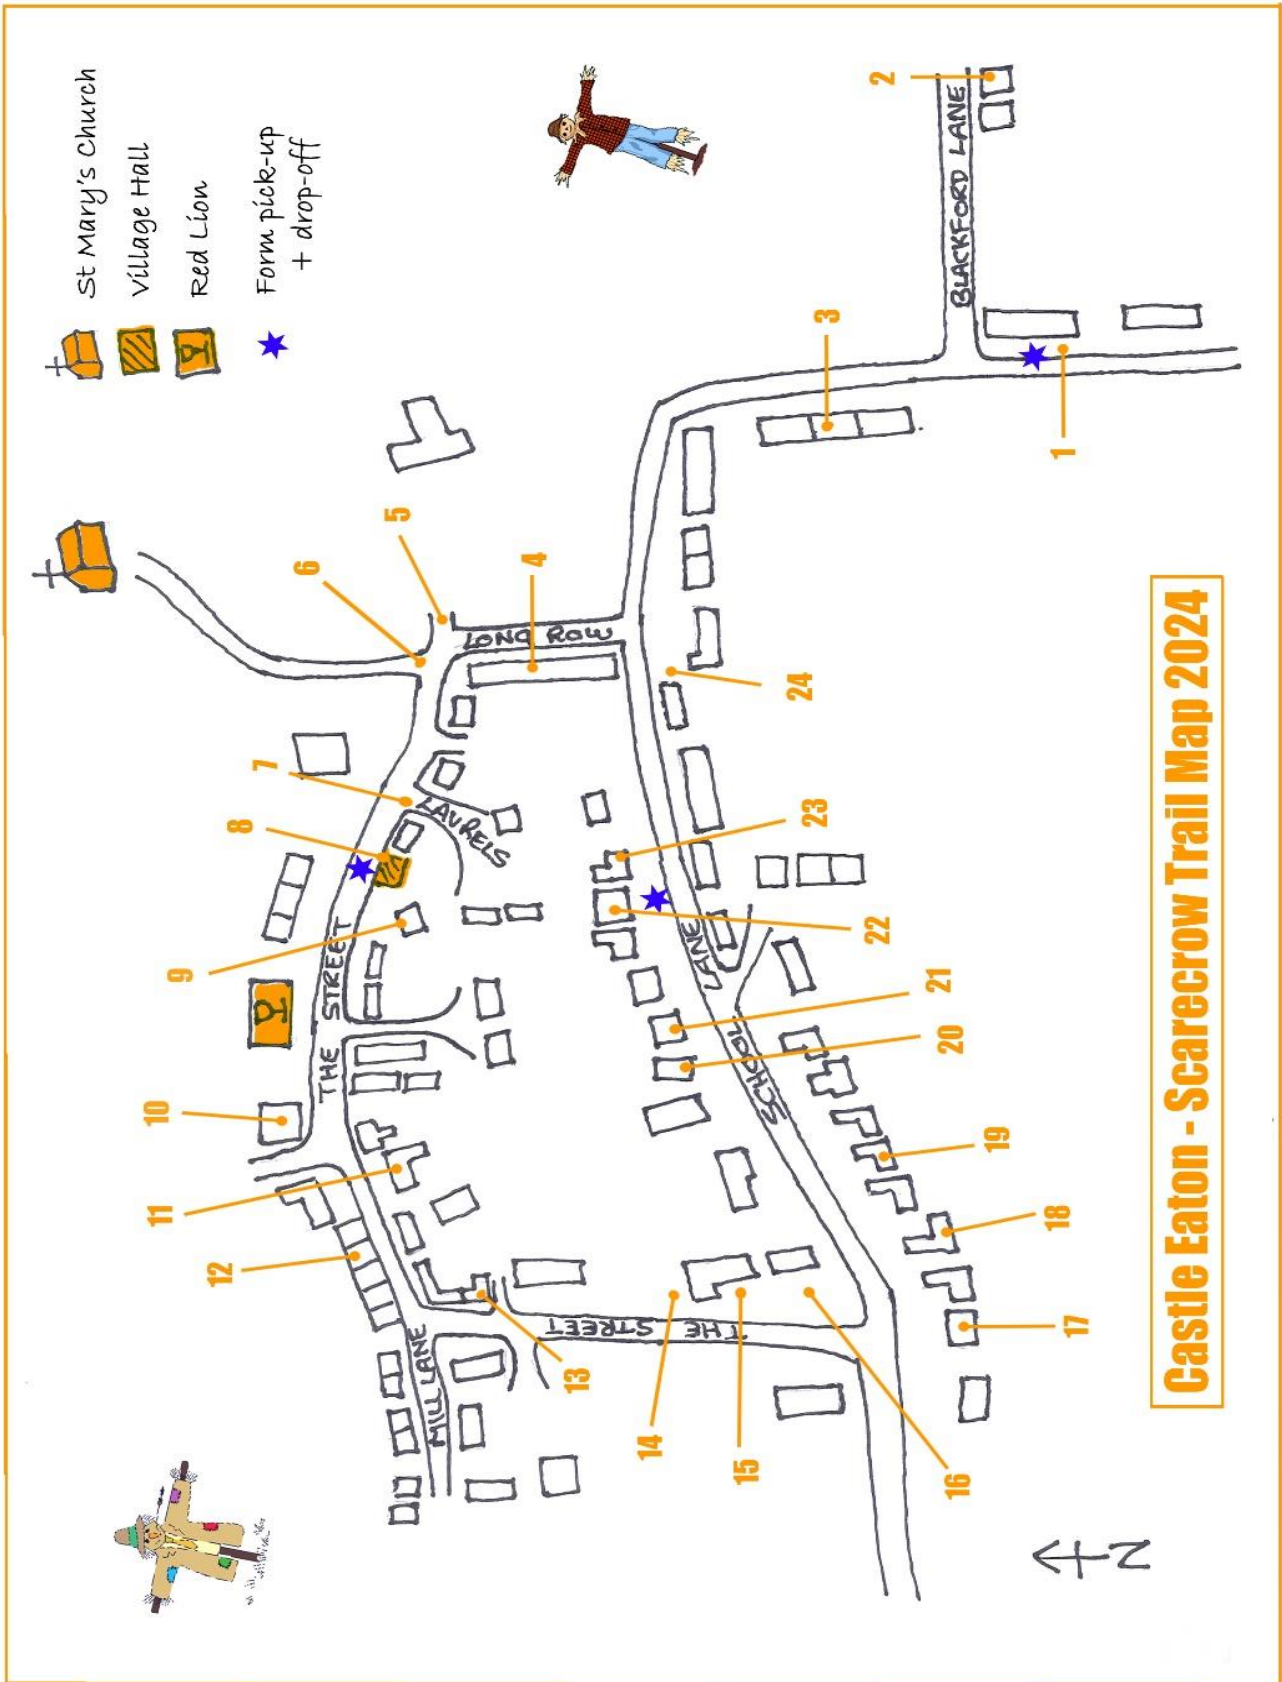 St Mary's Church
Village Hall
Red Lion
Form pick-up
+ drop-off
1
2
3
4
5
6
7
8
9
10
11
12
13
14
15
16
17
18
19
20
21
22
23
24
BLACKFORD LANE
LONG ROW
LAURELS
THE STREET
THE STREET
MILL LANE
THE STREET
SCHOOL LANE
N
Castle Eaton - Scarecrow Trail Map 2024